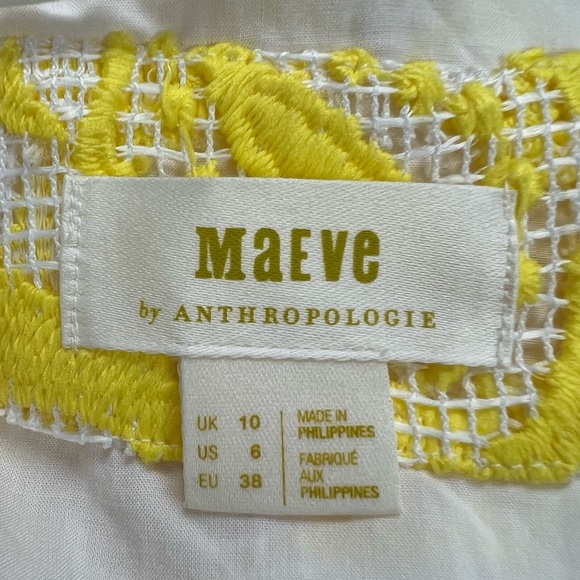 MaEVe
by ANTHROPOLOGIE
UK 10
US 6
EU 38
MADE IN
PHILIPPINES
FABRIQUÉ
AUX
PHILIPPINES